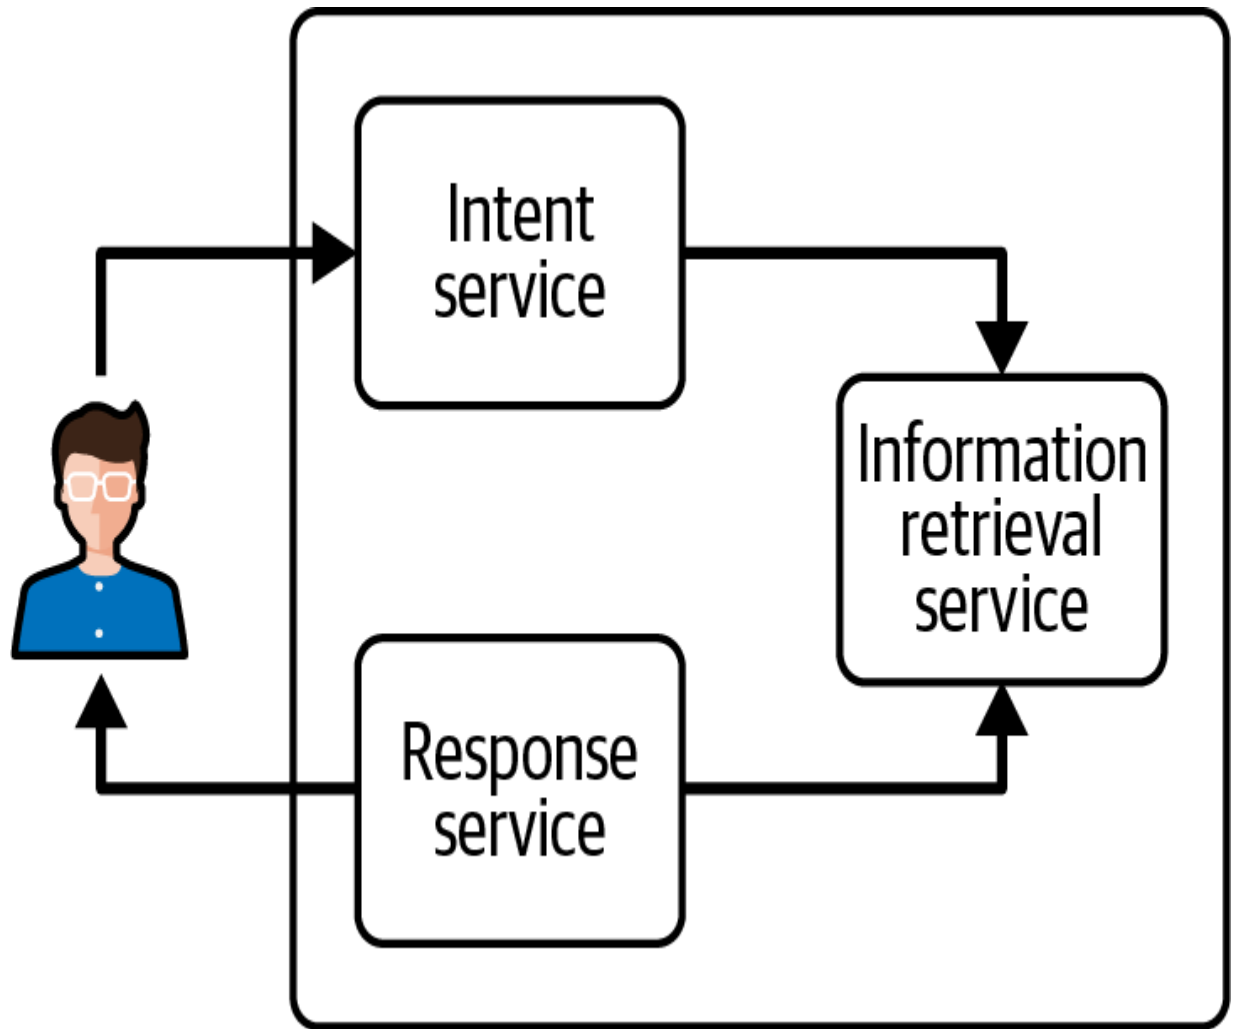 Intent
service
Information
retrieval
service
Response
service